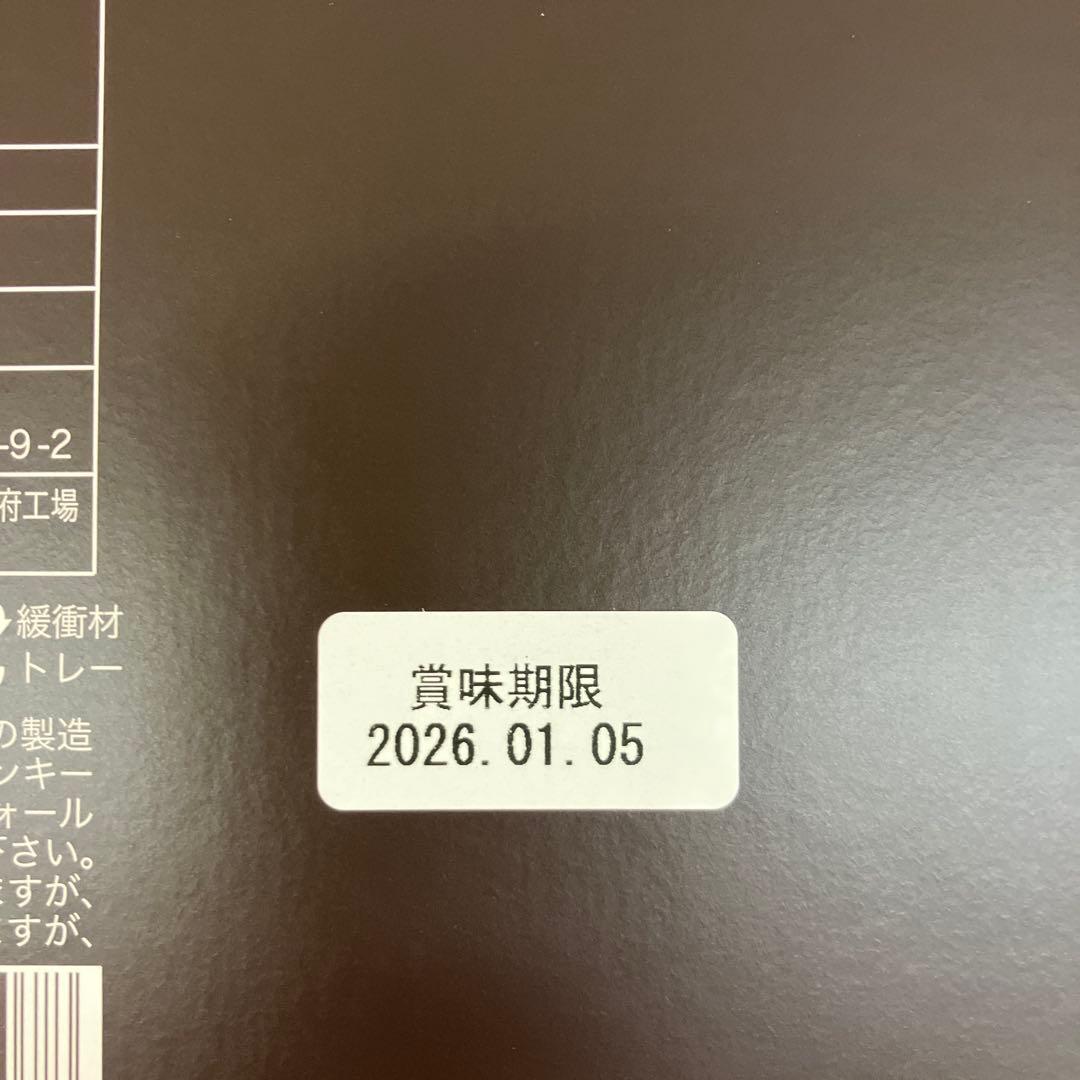 -9-2
府工場
緩衝材
トレー
の製造
ンキー
ォール
下さい。
ますが、
ますが、
賞味期限
2026.01.05